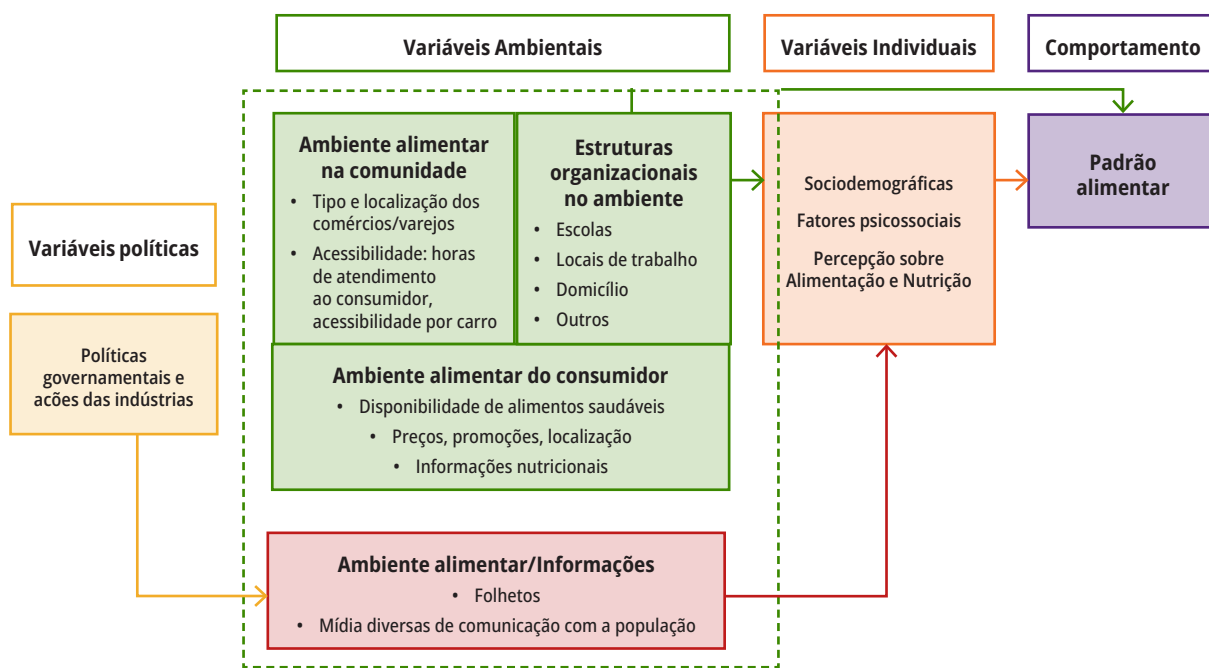 Variáveis Ambientais
Variáveis Individuais
Comportamento
Variáveis políticas
Políticas
governamentais e
acões das indústrias
Ambiente alimentar
na comunidade
• Tipo e localização dos
comércios/varejos
• Acessibilidade: horas
de atendimento
ao consumidor,
acessibilidade por carro
Estruturas
organizacionais
no ambiente
• Escolas
• Locais de trabalho
• Domicílio
• Outros
Ambiente alimentar do consumidor
• Disponibilidade de alimentos saudáveis
• Preços, promoções, localização
• Informações nutricionais
Ambiente alimentar/Informações
• Folhetos
• Mídia diversas de comunicação com a população
Sociodemográficas
Fatores psicossociais
Percepção sobre
Alimentação e Nutrição
Padrão
alimentar